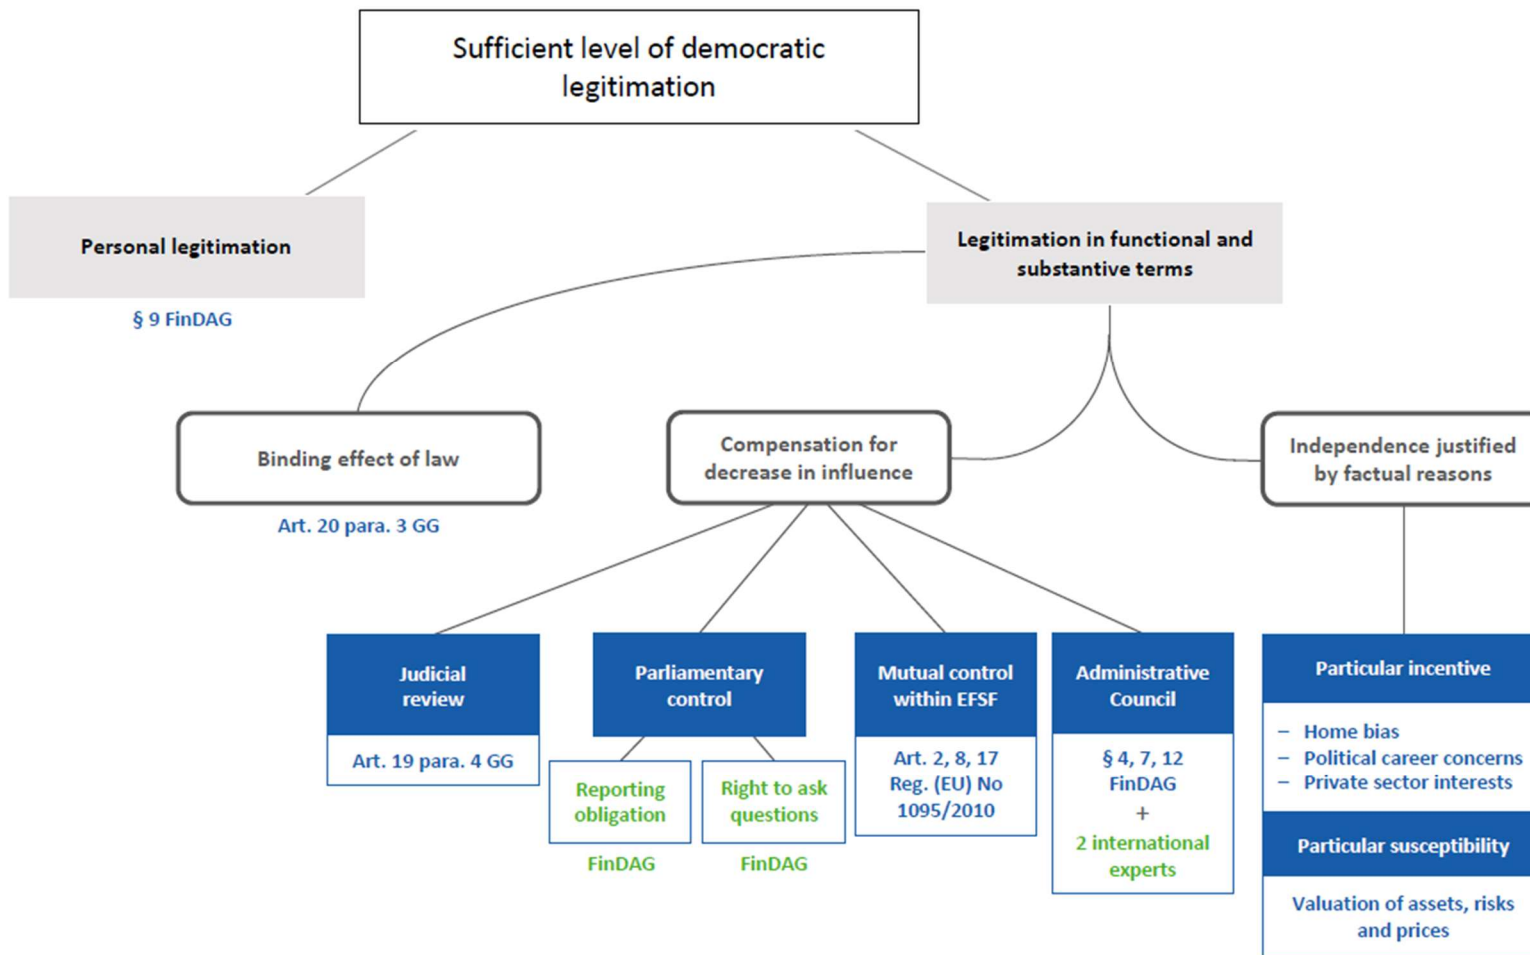 Sufficient level of democratic
legitimation
Personal legitimation
§ 9 FinDAG
Legitimation in functional and
substantive terms
Binding effect of law
Art. 20 para. 3 GG
Compensation for
decrease in influence
Independence justified
by factual reasons
Judicial
review
Art. 19 para. 4 GG
Parliamentary
control
Reporting
obligation
FinDAG
Right to ask
questions
FinDAG
Mutual control
within EFSF
Art. 2, 8, 17
Reg. (EU) No
1095/2010
Administrative
Council
§ 4, 7, 12
FinDAG
+
2 international
experts
Particular incentive
– Home bias
– Political career concerns
– Private sector interests
Particular susceptibility
Valuation of assets, risks
and prices